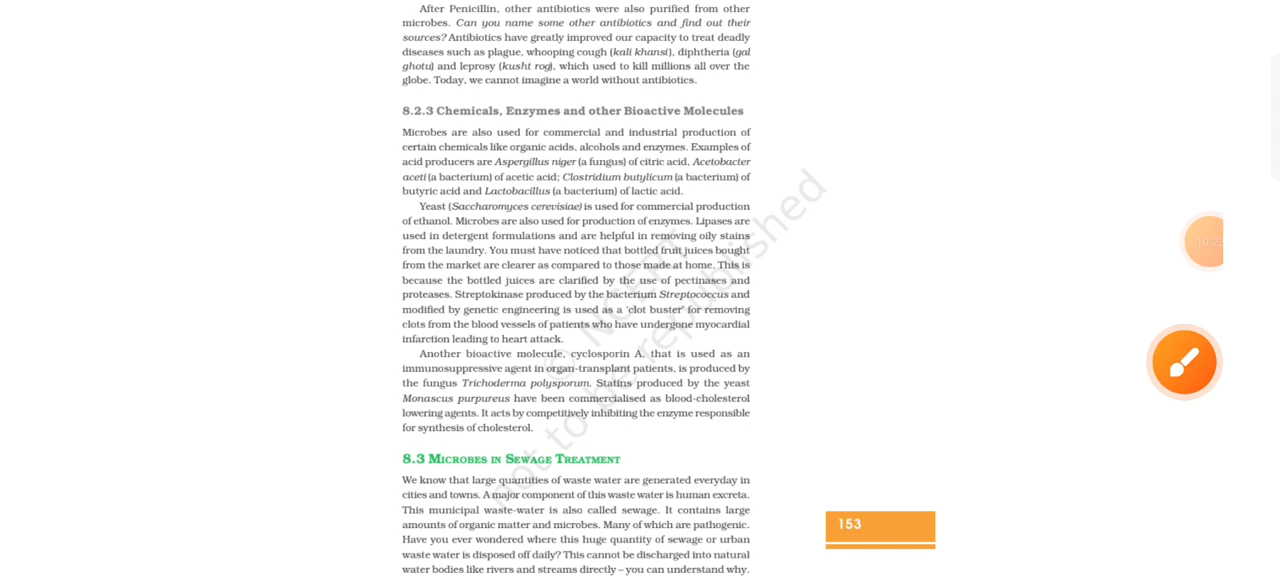 After Penicillin, other antibiotics were also purified from other
microbes. Can you name some other antibiotics and find out their
sources? Antibiotics have greatly improved our capacity to treat deadly
diseases such as plague, whooping cough (kali khansi), diphtheria (gal
ghotu) and leprosy (kusht rog), which used to kill millions all over the
globe. Today, we cannot imagine a world without antibiotics.
8.2.3 Chemicals, Enzymes and other Bioactive Molecules
Microbes are also used for commercial and industrial production of
certain chemicals like organic acids, alcohols and enzymes. Examples of
acid producers are Aspergillus niger (a fungus) of citric acid, Acetobacter
aceti (a bacterium) of acetic acid; Clostridium butylicum (a bacterium) of
butyric acid and Lactobacillus (a bacterium) of lactic acid.
Yeast (Saccharomyces cerevisiae) is used for commercial production
of ethanol. Microbes are also used for production of enzymes. Lipases are
used in detergent formulations and are helpful in removing oily stains
from the laundry. You must have noticed that bottled fruit juices bought
from the market are clearer as compared to those made at home. This is
because the bottled juices are clarified by the use of pectinases and
proteases. Streptokinase produced by the bacterium Streptococcus and
modified by genetic engineering is used as a 'clot buster' for removing
clots from the blood vessels of patients who have undergone myocardial
infarction leading to heart attack.
Another bioactive molecule, cyclosporin A, that is used as an
immunosuppressive agent in organ-transplant patients, is produced by
the fungus Trichoderma polysporum. Statins produced by the yeast
Monascus purpureus have been commercialised as blood-cholesterol
lowering agents. It acts by competitively inhibiting the enzyme responsible
for synthesis of cholesterol.
8.3 MICROBES IN SEWAGE TREATMENT
We know that large quantities of waste water are generated everyday in
cities and towns. A major component of this waste water is human excreta.
This municipal waste-water is also called sewage. It contains large
amounts of organic matter and microbes. Many of which are pathogenic.
Have you ever wondered where this huge quantity of sewage or urban
waste water is disposed off daily? This cannot be discharged into natural
water bodies like rivers and streams directly – you can understand why.
153
© NCERT
not to be republished